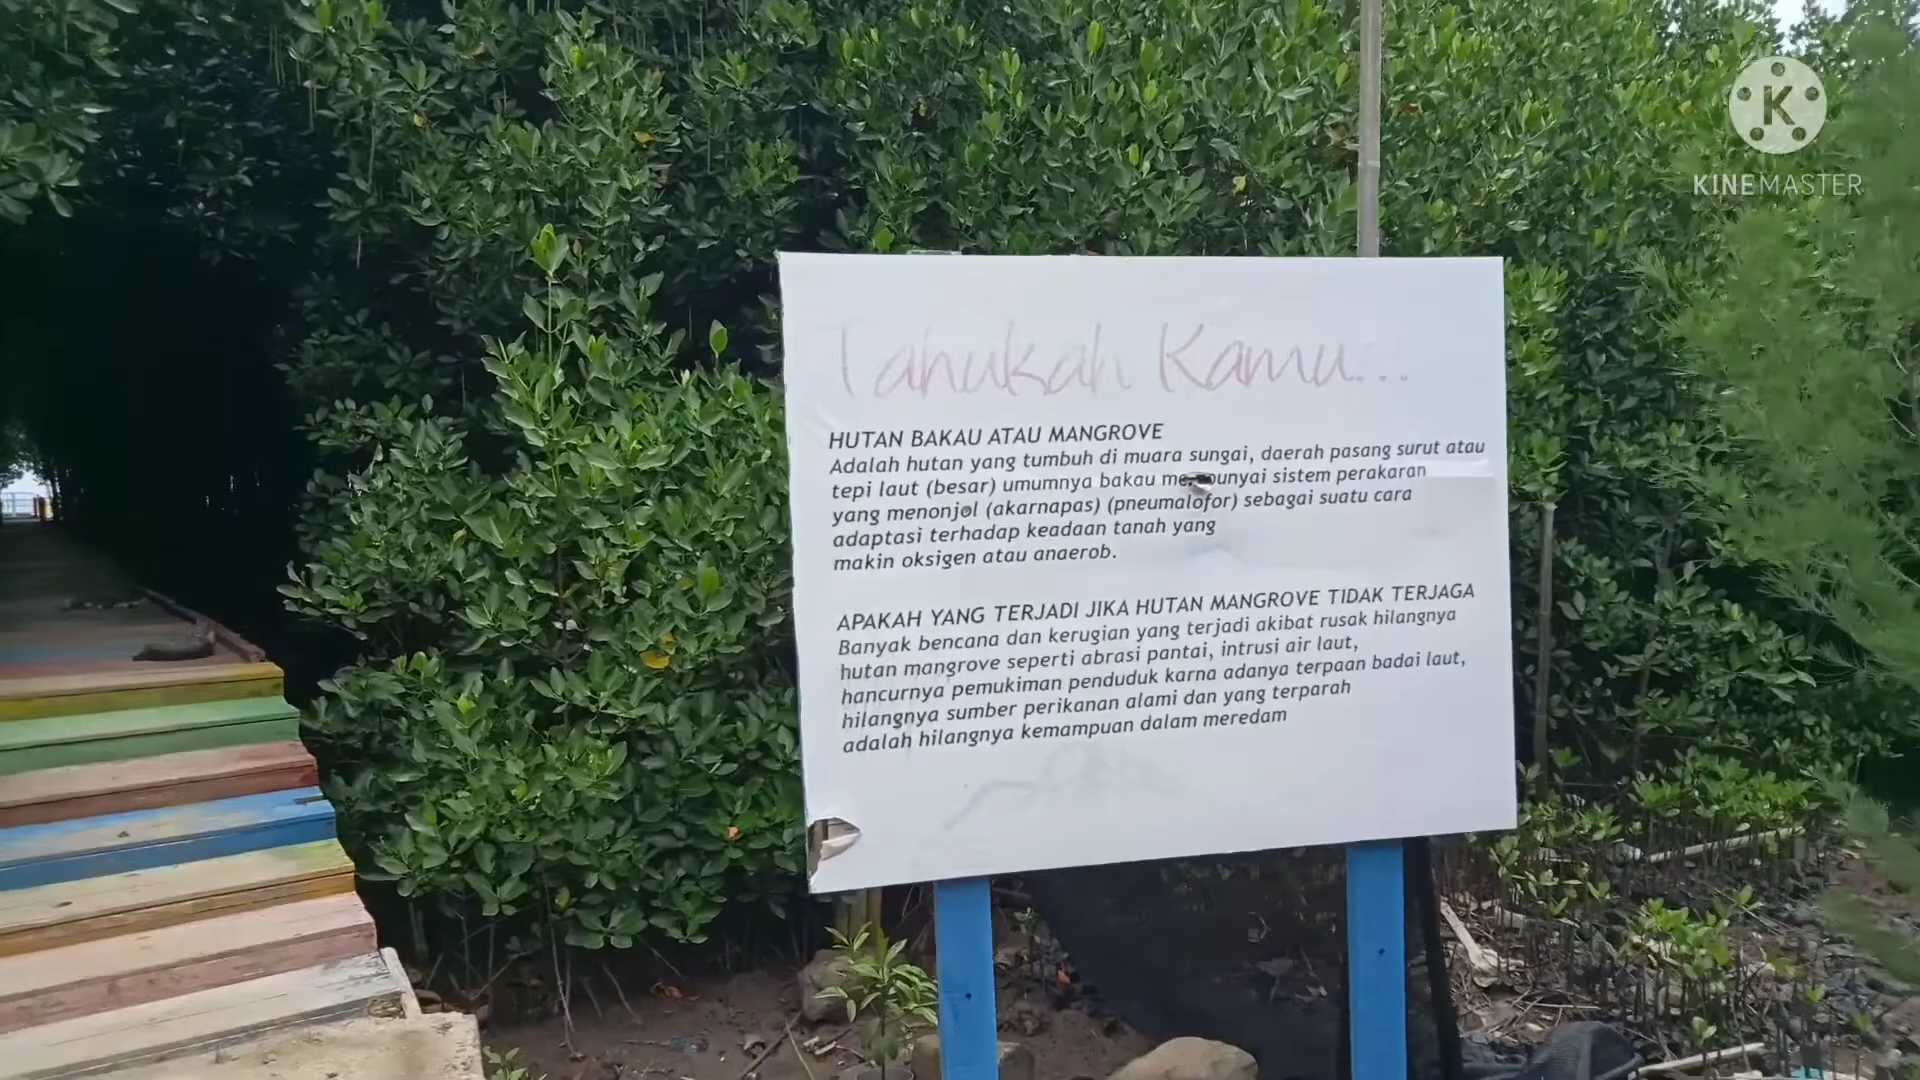 Tahukah Kamu...
HUTAN BAKAU ATAU MANGROVE
Adalah hutan yang tumbuh di muara sungai, daerah pasang surut atau
tepi laut (besar) umumnya bakau me punyai sistem perakaran
yang menonjol (akarnapas) (pneumalofor) sebagai suatu cara
adaptasi terhadap keadaan tanah yang
makin oksigen atau anaerob.
APAKAH YANG TERJADI JIKA HUTAN MANGROVE TIDAK TERJAGA
Banyak bencana dan kerugian yang terjadi akibat rusak hilangnya
hutan mangrove seperti abrasi pantai, intrusi air laut,
hancurnya pemukiman penduduk karna adanya terpaan badai laut,
hilangnya sumber perikanan alami dan yang terparah
adalah hilangnya kemampuan dalam meredam
K
KINEMASTER